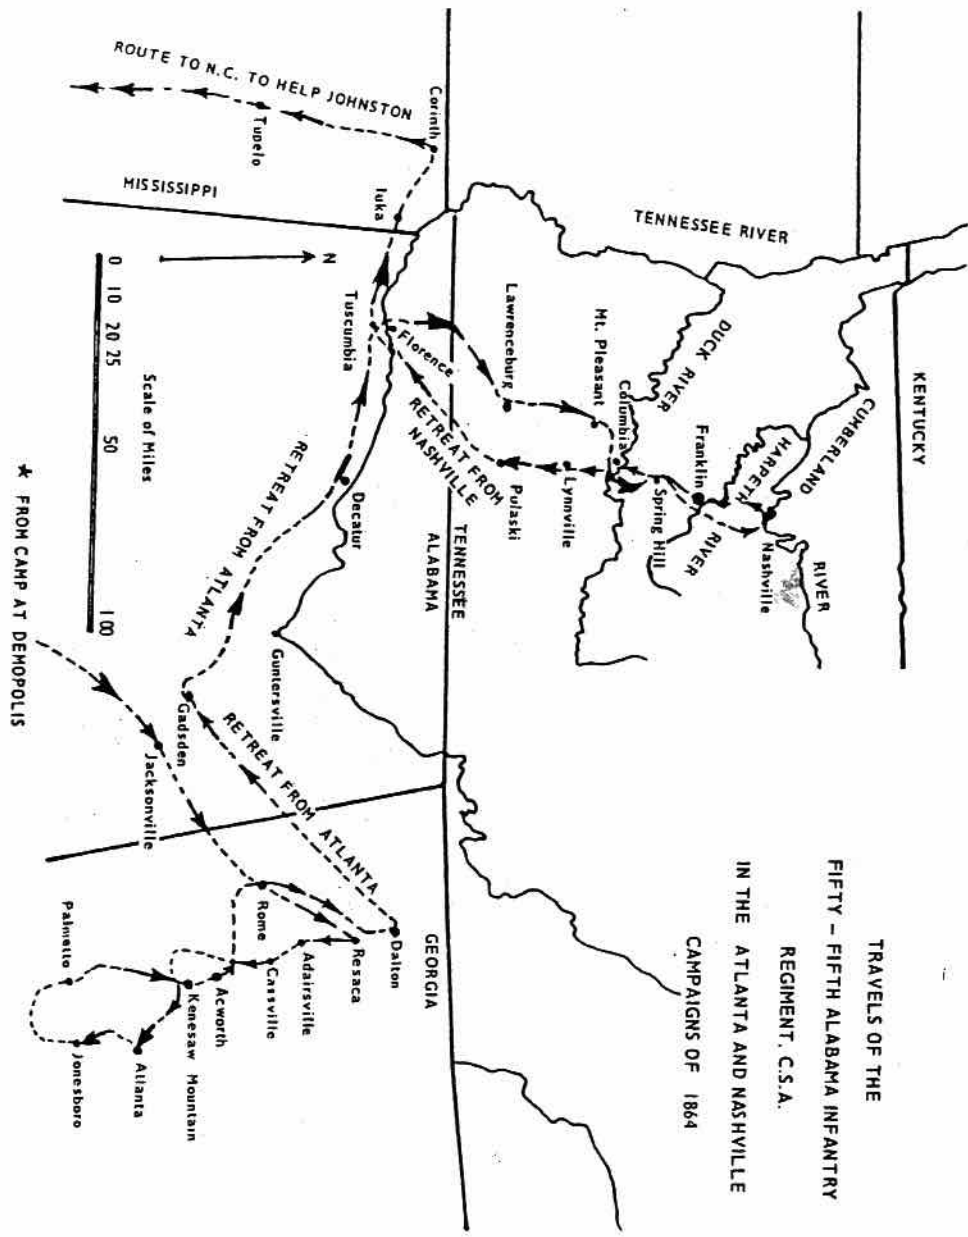 TRAVELS OF THE
FIFTY - FIFTH ALABAMA INFANTRY
REGIMENT, C.S.A.
IN THE ATLANTA AND NASHVILLE
CAMPAIGNS OF 1864
KENTUCKY
CUMBERLAND
RIVER
Nashville
HARPETH
RIVER
Franklin
Spring Hill
TENNESSEE RIVER
DUCK RIVER
Columbia
Mt. Pleasant
Lynnville
Lawrenceburg
Pulaski
RETREAT FROM
NASHVILLE
TENNESSEE
ALABAMA
GEORGIA
Florence
Corinth
Iuka
Tuscumbia
Decatur
Guntersville
ROUTE TO N.C. TO HELP JOHNSTON
Tupelo
MISSISSIPPI
N
RETREAT FROM ATLANTA
RETREAT FROM ATLANTA
Gadsden
Jacksonville
Dalton
Resaca
Adairsville
Rome
Cassville
Acworth
Kenesaw Mountain
Atlanta
Palmetto
Jonesboro
Scale of Miles
0 10 20 25 50 100
* FROM CAMP AT DEMOPOLIS